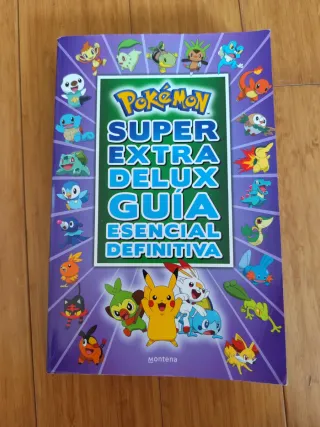 POKéMON
SUPER
EXTRA
DELUX
GUÍA
ESENCIAL
DEFINITIVA
montena